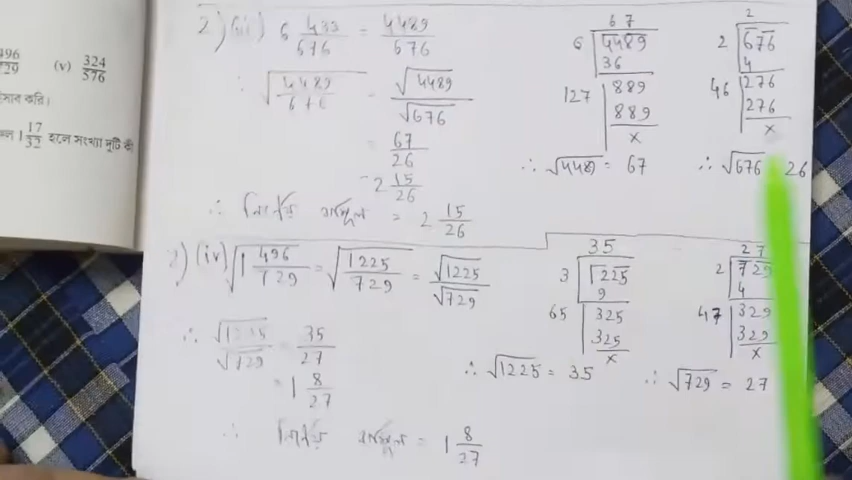 496
729
(v) 324/576
করি।
1 17/32 হলে সংখ্যা দুটি
2) (iii) 6 433/676 = 4489/676
∴ √4489/676 = √4489/√676
= 67/26
= 2 15/26
∴ নির্ণেয় বর্গমূল = 2 15/26
67
6 4489
36
127 889
889
x
∴ √4489 = 67
2
2 676
4
46 276
276
x
∴ √676 26
2) (iv) √1 496/729 = √1225/729 = √1225/√729
∴ √1225/√729 = 35/27
= 1 8/27
∴ নির্ণেয় বর্গমূল = 1 8/27
35
3 1225
9
65 325
325
x
∴ √1225 = 35
27
2 729
4
47 329
329
x
∴ √729 = 27